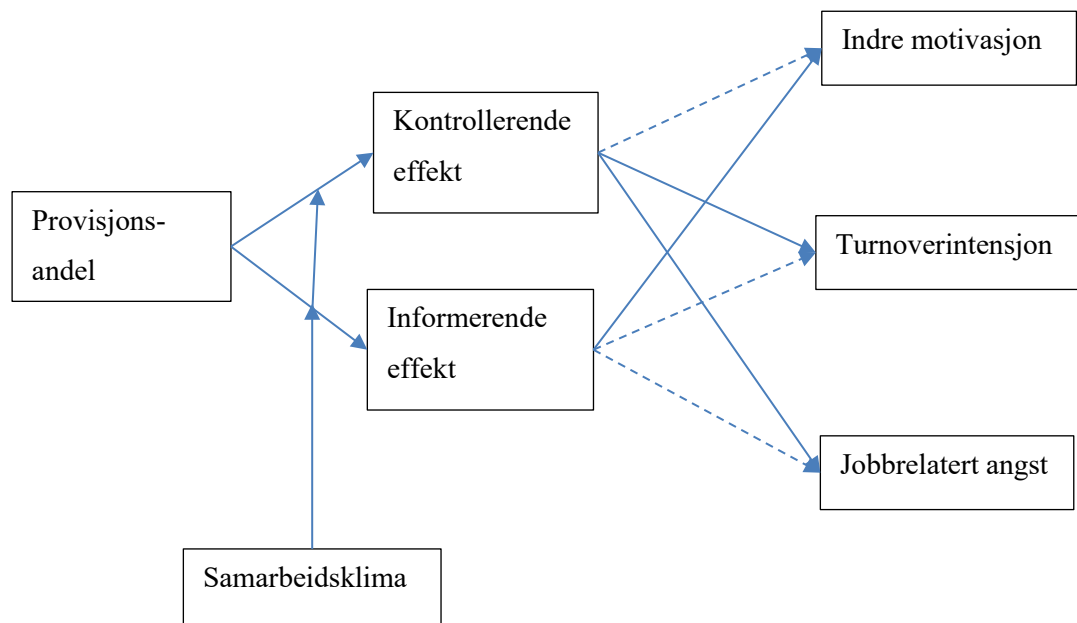 Indre motivasjon
Kontrollerende
effekt
Provisjons-
andel
Turnoverintensjon
Informerende
effekt
Jobbrelatert angst
Samarbeidsklima